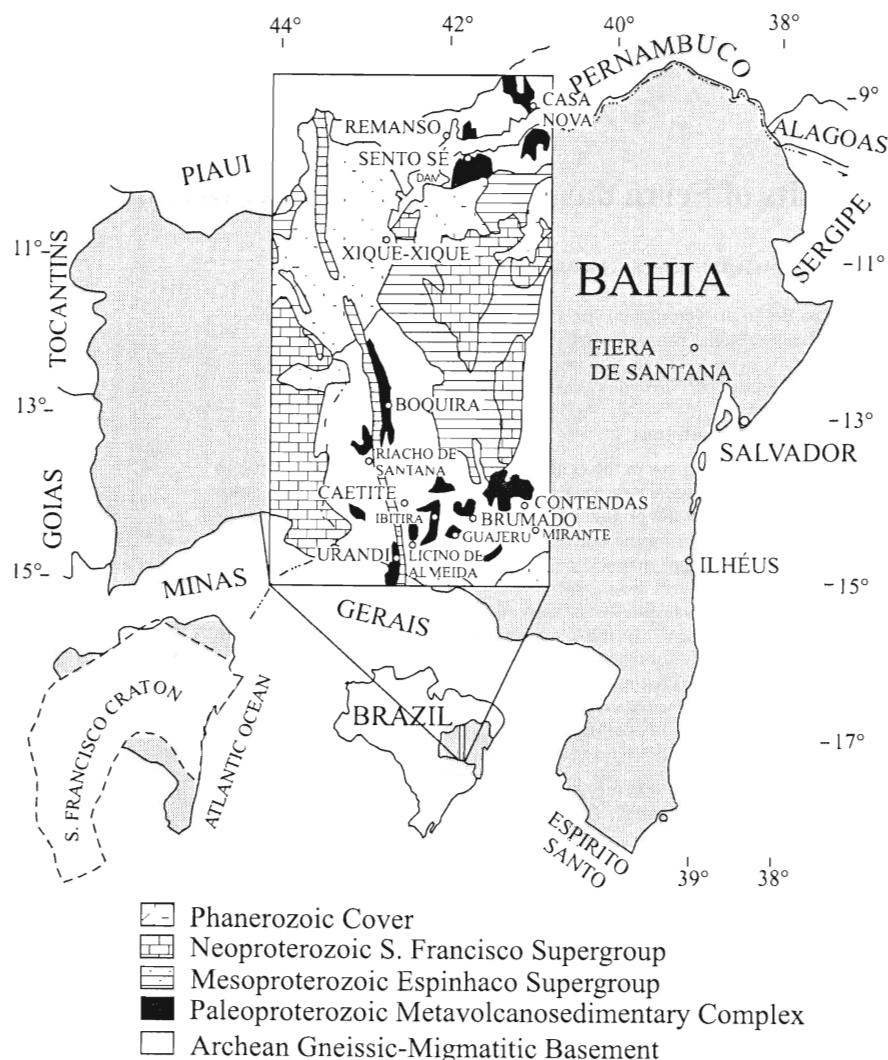 44°
42°
40°
38°
PERNAMBUCO
-9°
CASA
NOVA
REMANSO
ALAGOAS
SENTO SÉ
DAM
PIAUI
SERGIPE
11°-
XIQUE-XIQUE
-11°
TOCANTINS
BAHIA
FIERA
DE SANTANA
13°-
BOQUIRA
-13°
SALVADOR
RIACHO DE
SANTANA
GOIAS
CAETITE
CONTENDAS
IBITIRA
BRUMADO
GUAJERU
MIRANTE
URANDI
LICINO DE
ALMEIDA
ILHÉUS
15°-
-15°
MINAS
GERAIS
S. FRANCISCO CRATON
ATLANTIC OCEAN
BRAZIL
-17°
ESPIRITO
SANTO
39°
38°
Phanerozoic Cover
Neoproterozoic S. Francisco Supergroup
Mesoproterozoic Espinhaco Supergroup
Paleoproterozoic Metavolcanosedimentary Complex
Archean Gneissic-Migmatitic Basement